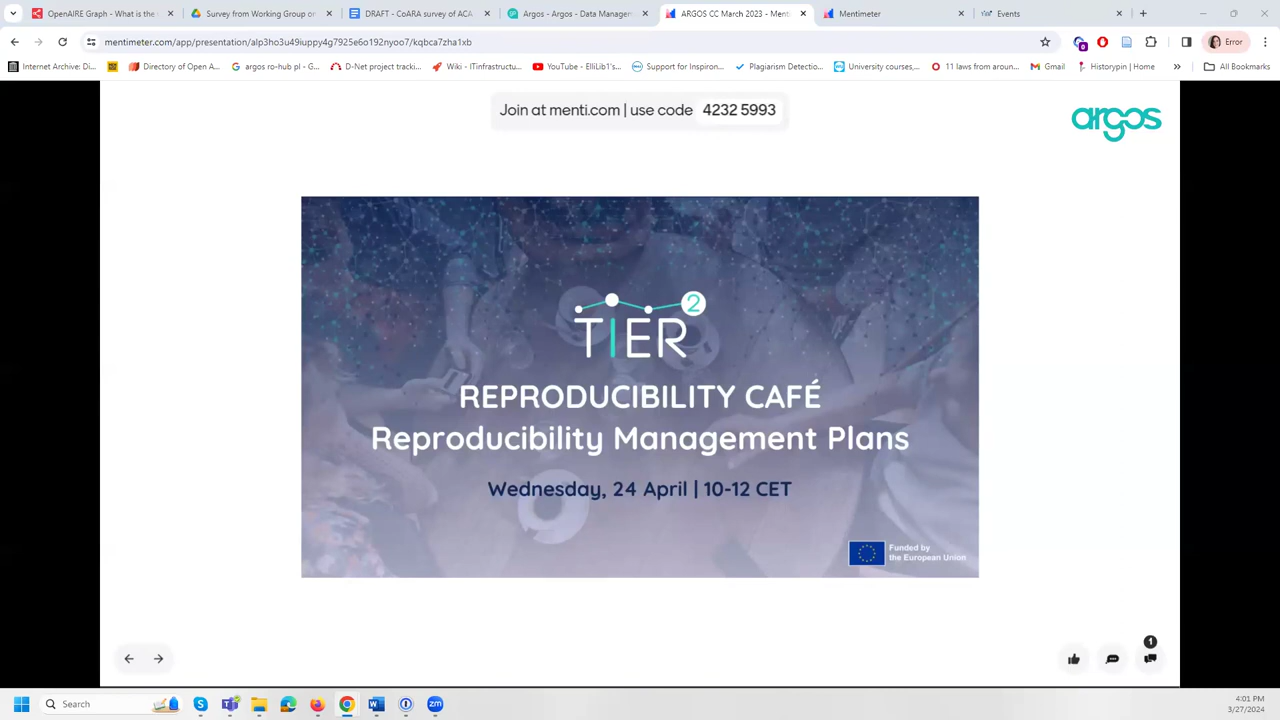 OpenAIRE Graph - What is the
Survey from Working Group on
DRAFT - CoARA survey of ACA
Argos - Argos - Data Managem
ARGOS CC March 2023 - Menti
Mentimeter
Events
mentimeter.com/app/presentation/alp3ho3u49iuppy4g7925e6o192nyoo7/kqbca7zha1xb
Error
Internet Archive: Di...
Directory of Open A...
argos ro-hub pl - G...
D-Net project tracki...
Wiki - ITinfrastructu...
YouTube - ElliLib1's...
Support for Inspiron...
Plagiarism Detectio...
University courses,...
11 laws from aroun...
Gmail
Historypin | Home
All Bookmarks
Join at menti.com | use code 4232 5993
argos
TIER2
REPRODUCIBILITY CAFÉ
Reproducibility Management Plans
Wednesday, 24 April | 10-12 CET
Funded by
the European Union
1
Search
4:01 PM
3/27/2024